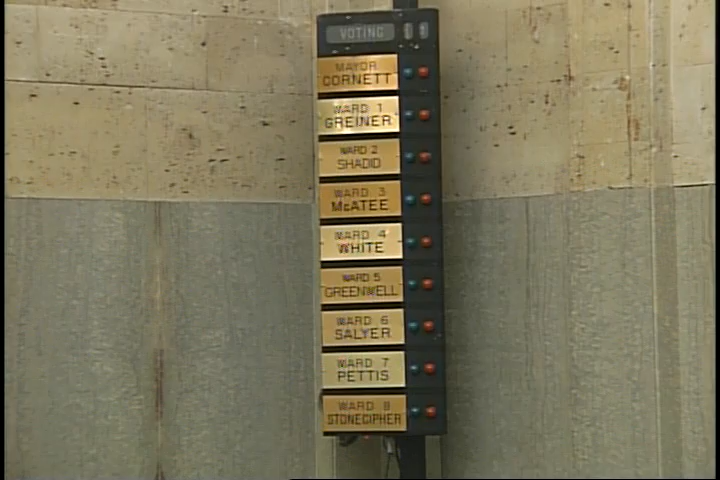 VOTING
MAYOR
CORNETT
WARD 1
GREINER
WARD 2
SHADID
WARD 3
McATEE
WARD 4
WHITE
WARD 5
GREENWELL
WARD 6
SALYER
WARD 7
PETTIS
WARD 8
STONECIPHER